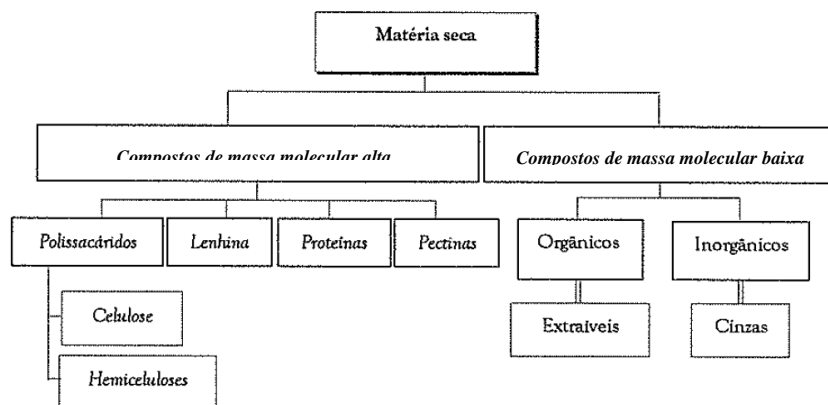 Matéria seca
Compostos de massa molecular alta
Compostos de massa molecular baixa
Polissacáridos
Lenhina
Proteínas
Pectinas
Orgânicos
Inorgânicos
Celulose
Extraíveis
Cinzas
Hemiceluloses